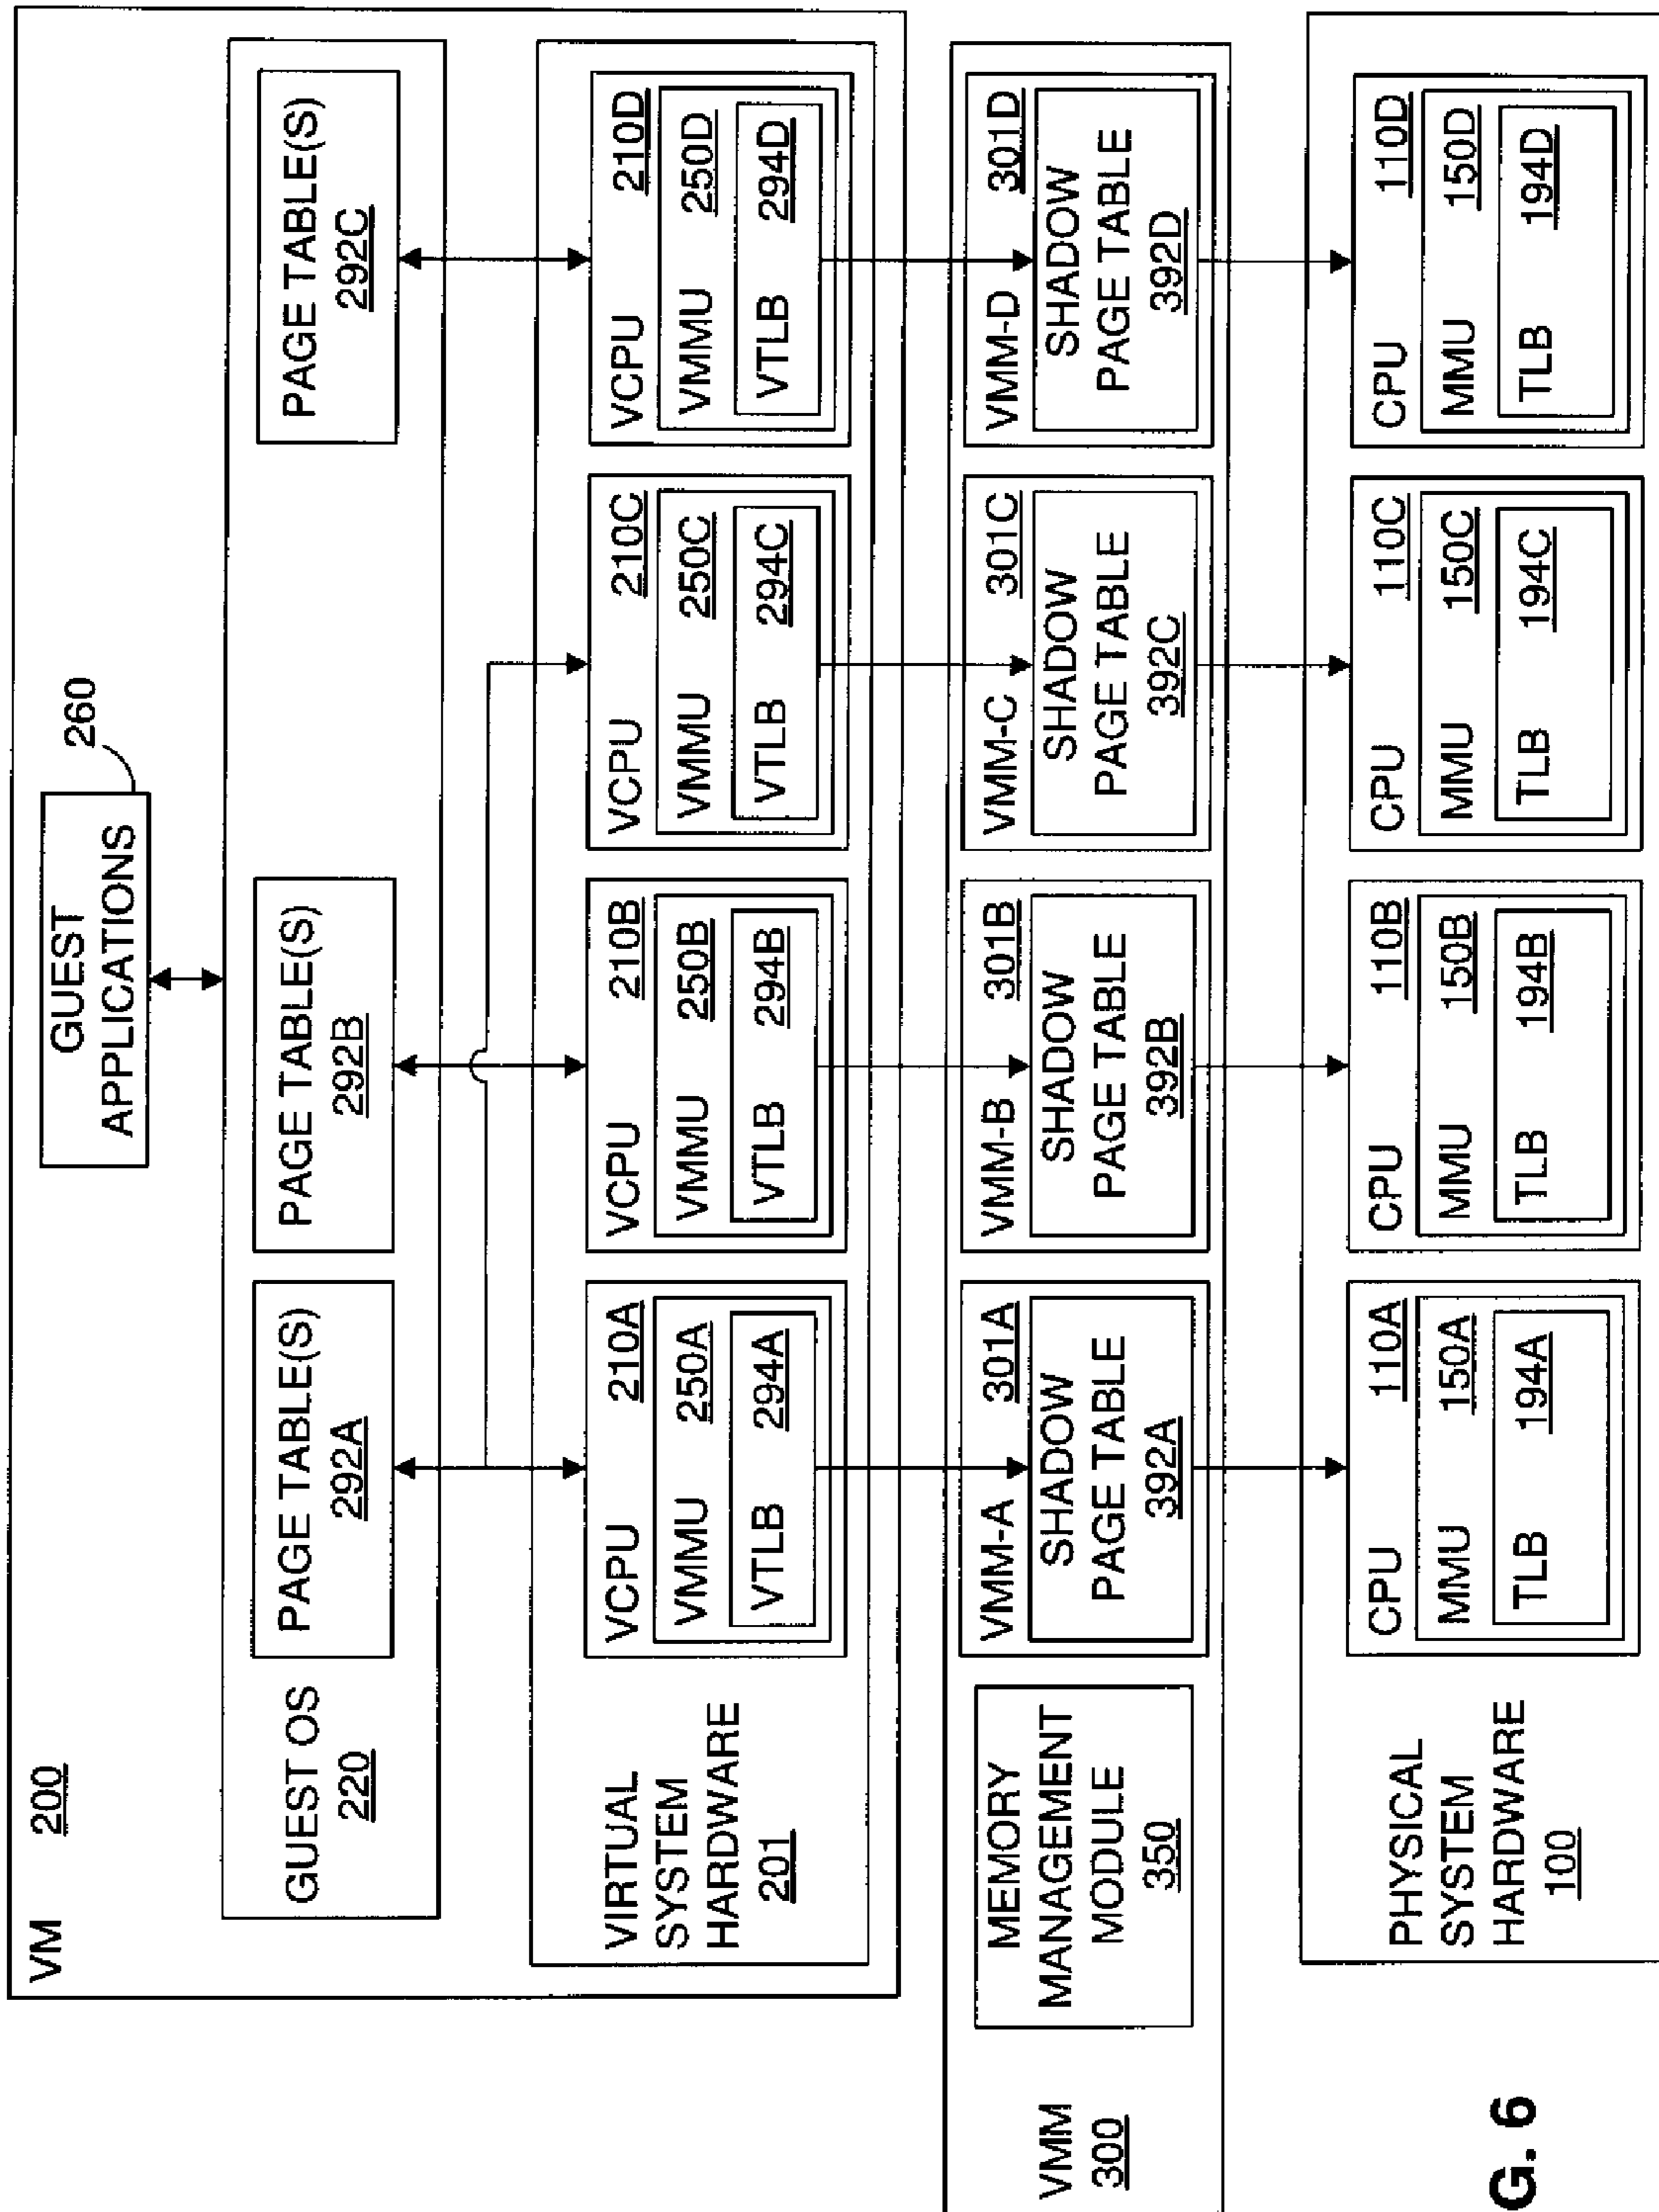 VM 200
GUEST
APPLICATIONS
260
GUEST OS
220
PAGE TABLE(S)
292A
PAGE TABLE(S)
292B
PAGE TABLE(S)
292C
VIRTUAL
SYSTEM
HARDWARE
201
VCPU 210A
VMMU 250A
VTLB 294A
VCPU 210B
VMMU 250B
VTLB 294B
VCPU 210C
VMMU 250C
VTLB 294C
VCPU 210D
VMMU 250D
VTLB 294D
VMM
300
MEMORY
MANAGEMENT
MODULE
350
VMM-A 301A
SHADOW
PAGE TABLE
392A
VMM-B 301B
SHADOW
PAGE TABLE
392B
VMM-C 301C
SHADOW
PAGE TABLE
392C
VMM-D 301D
SHADOW
PAGE TABLE
392D
PHYSICAL
SYSTEM
HARDWARE
100
CPU 110A
MMU 150A
TLB 194A
CPU 110B
MMU 150B
TLB 194B
CPU 110C
MMU 150C
TLB 194C
CPU 110D
MMU 150D
TLB 194D
G. 6